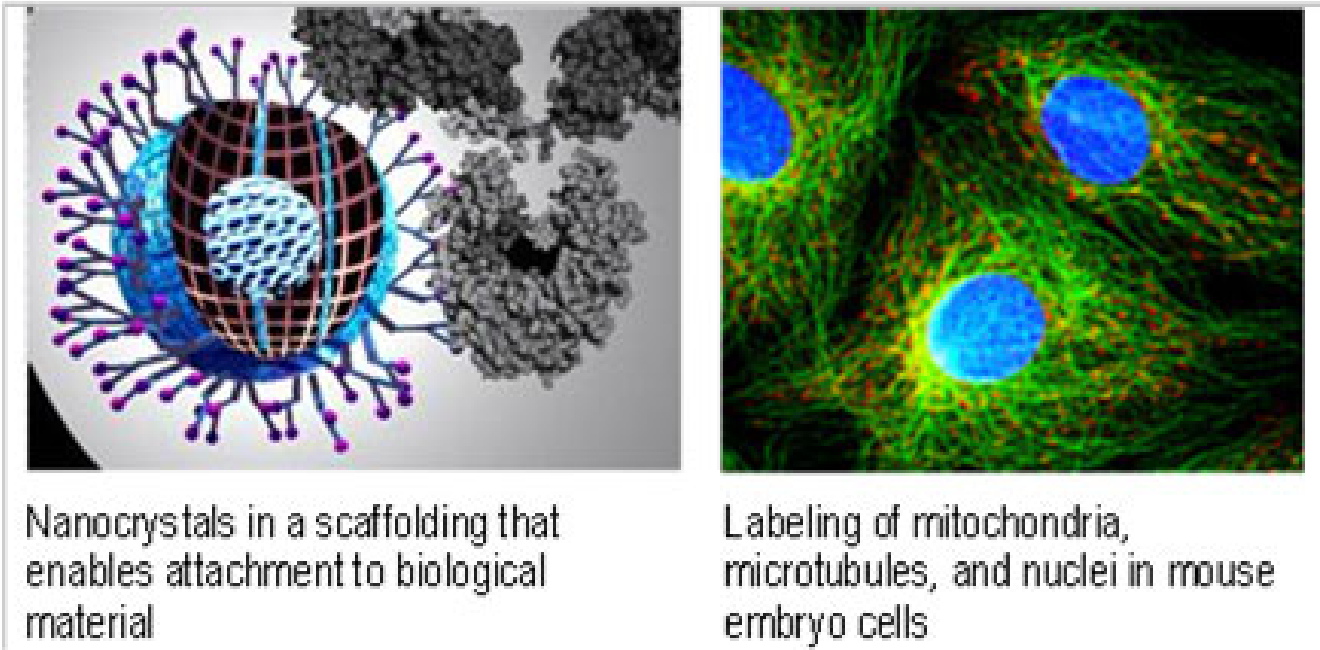 Nanocrystals in a scaffolding that
enables attachment to biological
material
Labeling of mitochondria,
microtubules, and nuclei in mouse
embryo cells